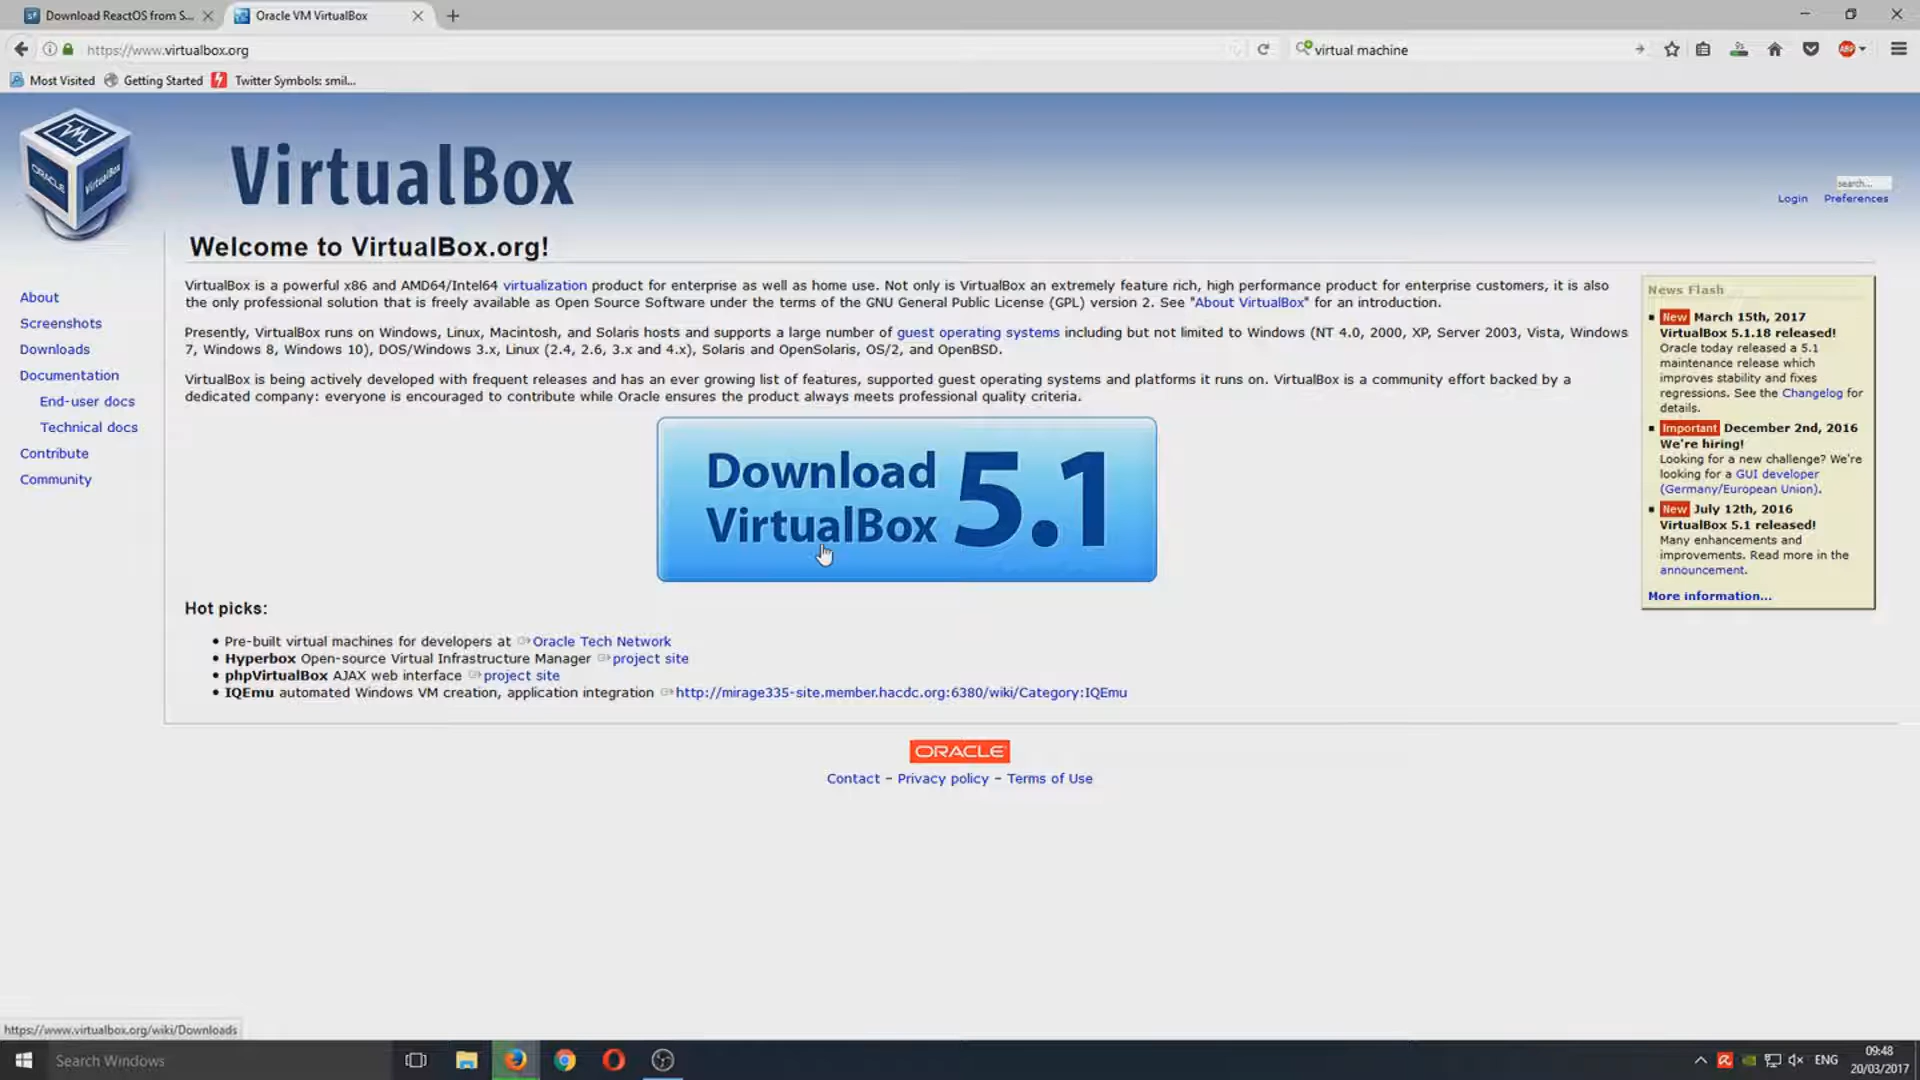 Download ReactOS from S...
Oracle VM VirtualBox
https://www.virtualbox.org
virtual machine
ABP
Most Visited
Getting Started
Twitter Symbols: smil...
ORACLE
VirtualBox
VirtualBox
search...
Login
Preferences
Welcome to VirtualBox.org!
About
Screenshots
Downloads
Documentation
End-user docs
Technical docs
Contribute
Community
VirtualBox is a powerful x86 and AMD64/Intel64 virtualization product for enterprise as well as home use. Not only is VirtualBox an extremely feature rich, high performance product for enterprise customers, it is also
the only professional solution that is freely available as Open Source Software under the terms of the GNU General Public License (GPL) version 2. See "About VirtualBox" for an introduction.
Presently, VirtualBox runs on Windows, Linux, Macintosh, and Solaris hosts and supports a large number of guest operating systems including but not limited to Windows (NT 4.0, 2000, XP, Server 2003, Vista, Windows
7, Windows 8, Windows 10), DOS/Windows 3.x, Linux (2.4, 2.6, 3.x and 4.x), Solaris and OpenSolaris, OS/2, and OpenBSD.
VirtualBox is being actively developed with frequent releases and has an ever growing list of features, supported guest operating systems and platforms it runs on. VirtualBox is a community effort backed by a
dedicated company: everyone is encouraged to contribute while Oracle ensures the product always meets professional quality criteria.
Download
VirtualBox 5.1
Hot picks:
• Pre-built virtual machines for developers at Oracle Tech Network
• Hyperbox Open-source Virtual Infrastructure Manager project site
• phpVirtualBox AJAX web interface project site
• IQEmu automated Windows VM creation, application integration http://mirage335-site.member.hacdc.org:6380/wiki/Category:IQEmu
News Flash
New March 15th, 2017
VirtualBox 5.1.18 released!
Oracle today released a 5.1
maintenance release which
improves stability and fixes
regressions. See the Changelog for
details.
Important December 2nd, 2016
We're hiring!
Looking for a new challenge? We're
looking for a GUI developer
(Germany/European Union).
New July 12th, 2016
VirtualBox 5.1 released!
Many enhancements and
improvements. Read more in the
announcement.
More information...
ORACLE
Contact - Privacy policy - Terms of Use
https://www.virtualbox.org/wiki/Downloads
Search Windows
ENG
09:48
20/03/2017